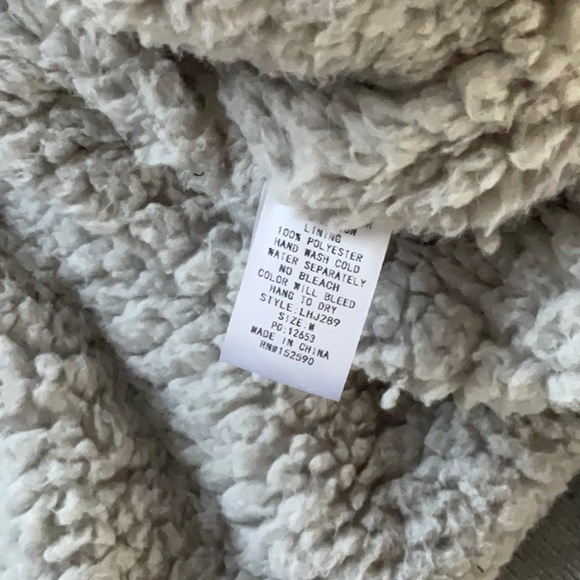 LINING
100% POLYESTER
HAND WASH COLD
WATER SEPARATELY
NO BLEACH
COLOR WILL BLEED
HANG TO DRY
STYLE:LHJ289
SIZE:M
PO:12653
MADE IN CHINA
RN#152590